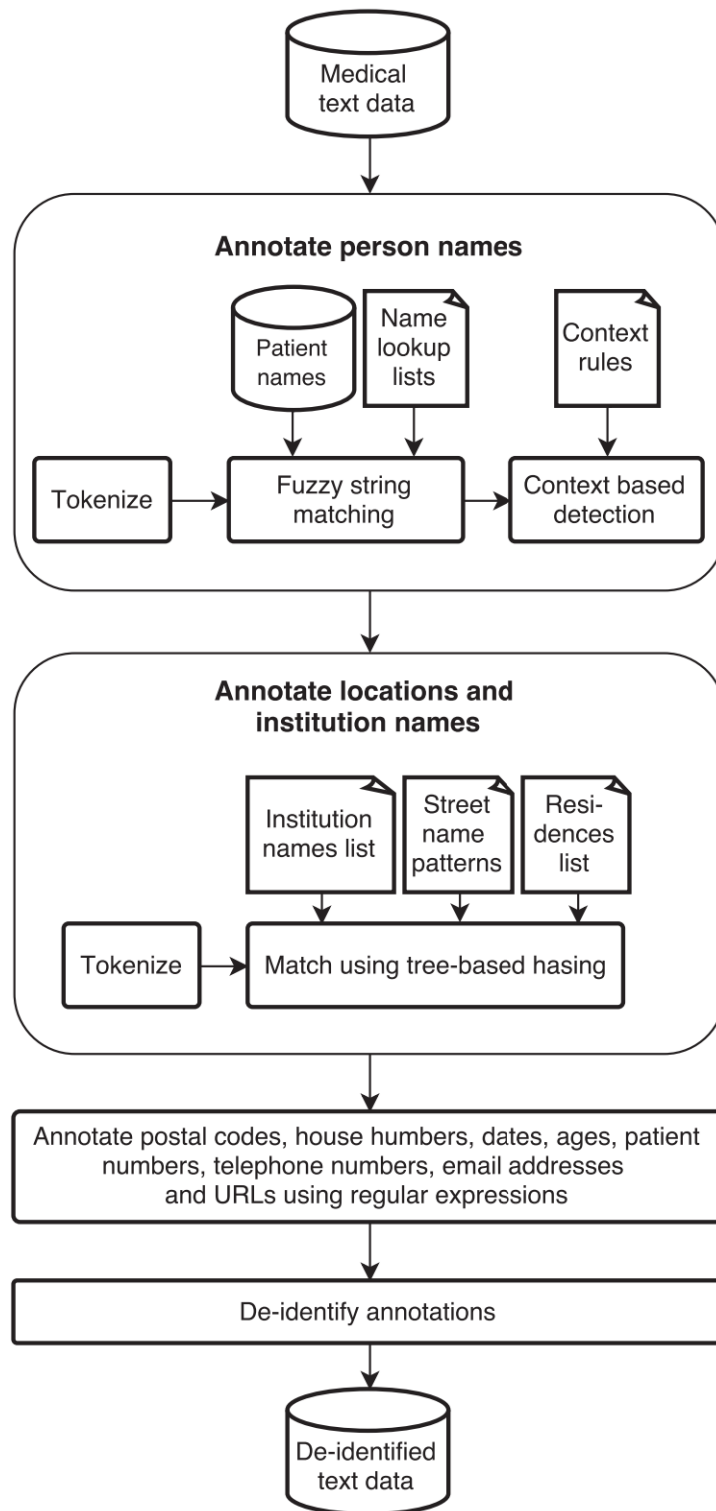 Medical
text data
Annotate person names
Patient
names
Name
lookup
lists
Context
rules
Tokenize
Fuzzy string
matching
Context based
detection
Annotate locations and
institution names
Institution
names list
Street
name
patterns
Resi-
dences
list
Tokenize
Match using tree-based hasing
Annotate postal codes, house humbers, dates, ages, patient
numbers, telephone numbers, email addresses
and URLs using regular expressions
De-identify annotations
De-identified
text data